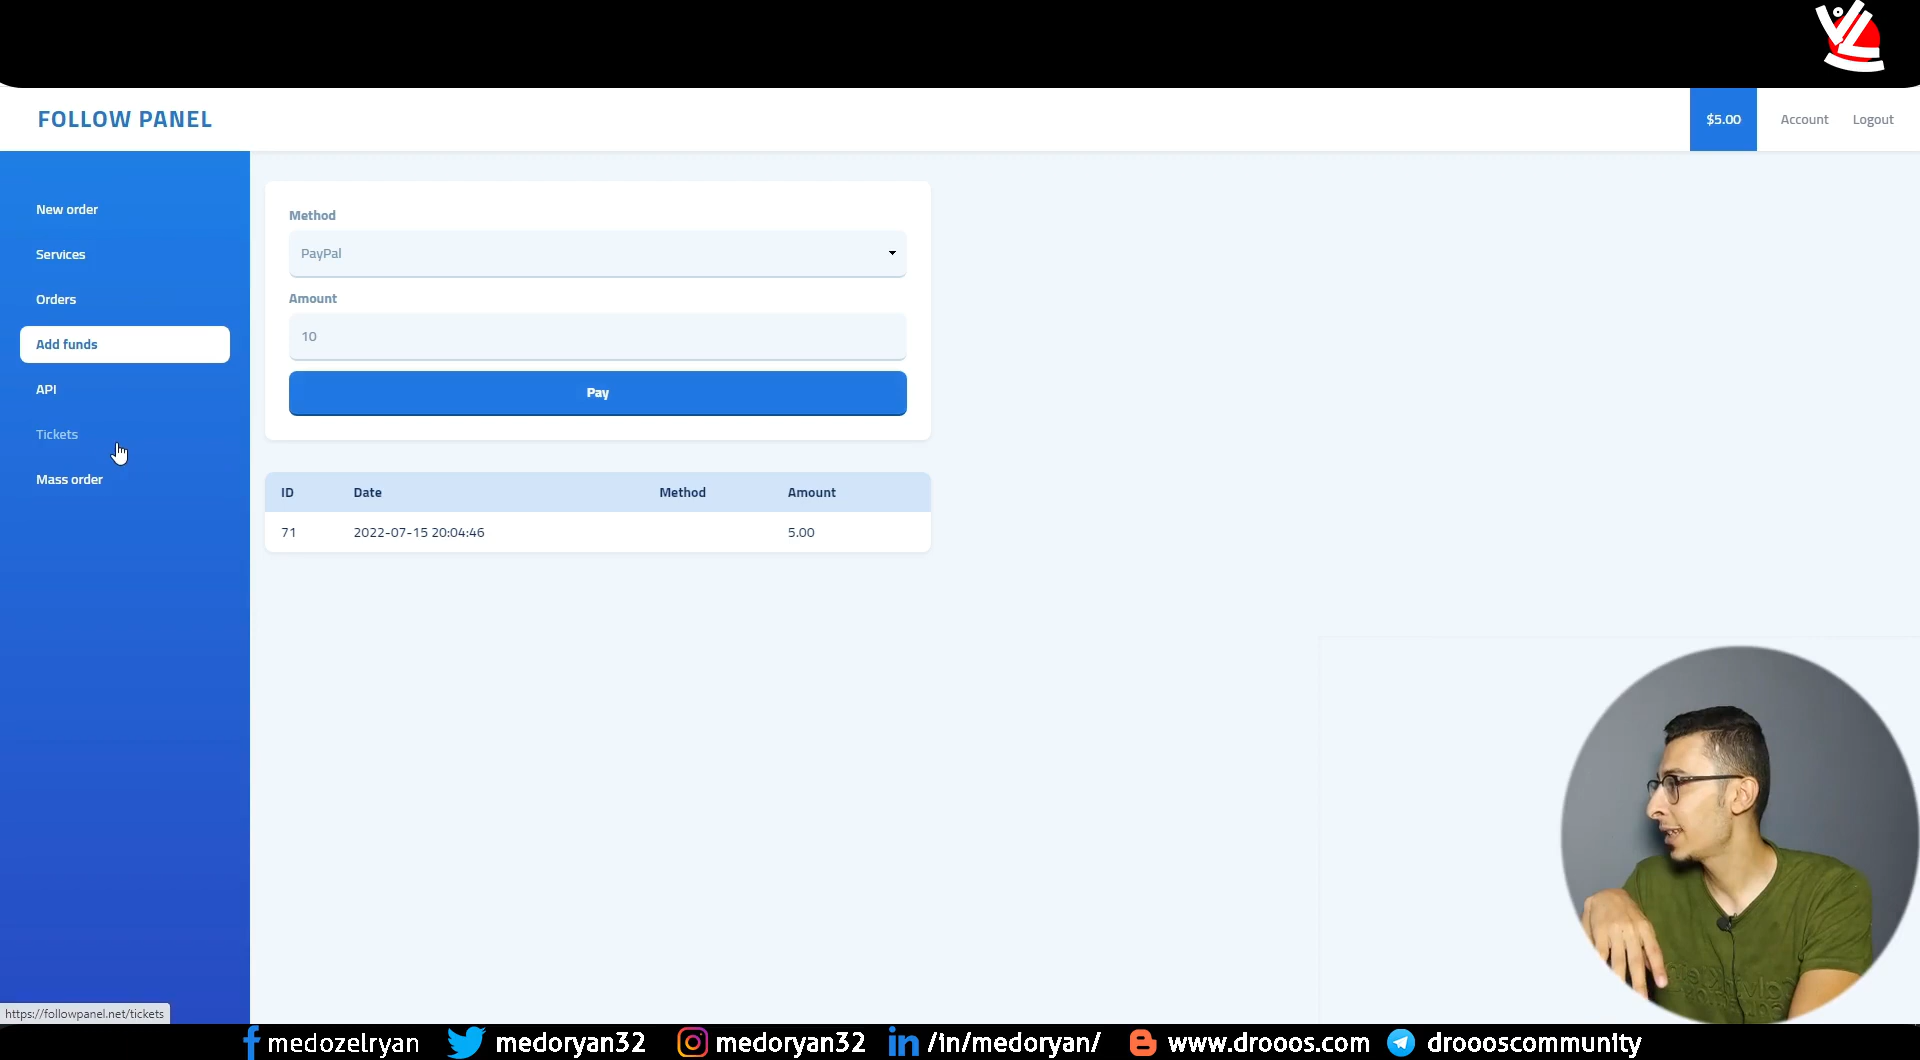 FOLLOW PANEL
$5.00
Account
Logout
New order
Services
Orders
Add funds
API
Tickets
Mass order
Method
PayPal
Amount
10
Pay
ID Date Method Amount
71 2022-07-15 20:04:46 5.00
https://followpanel.net/tickets
medozelryan medoryan32 medoryan32 /in/medoryan/ www.drooos.com droooscommunity